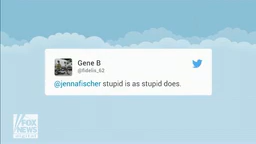 Gene B
@fidelis_62
@jennafischer stupid is as stupid does.
FOX
NEWS